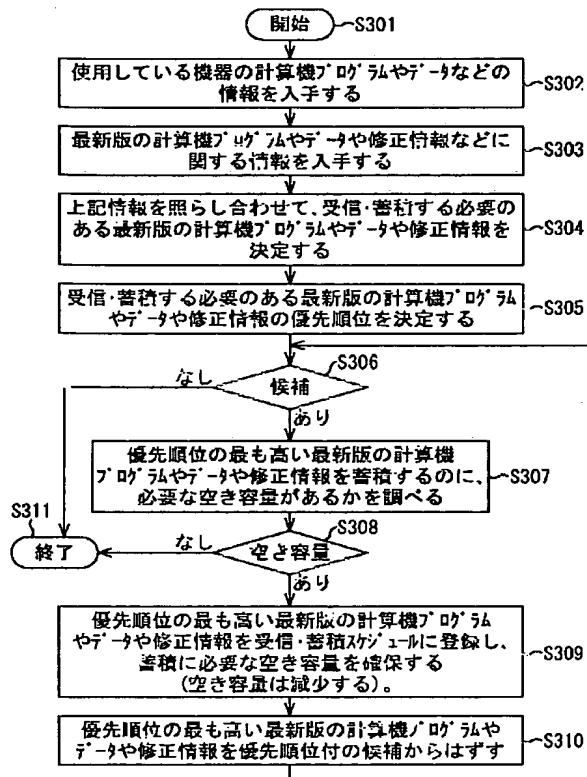 開始
S301
使用している機器の計算機プログラムやデータなどの
情報を入手する
S302
最新版の計算機プログラムやデータや修正情報などに
関する情報を入手する
S303
上記情報を照らし合わせて、受信・蓄積する必要の
ある最新版の計算機プログラムやデータや修正情報を
決定する
S304
受信・蓄積する必要のある最新版の計算機プログラム
やデータや修正情報の優先順位を決定する
S305
S306
候補
なし
あり
優先順位の最も高い最新版の計算機
プログラムやデータや修正情報を蓄積するのに、
必要な空き容量があるかを調べる
S307
S308
空き容量
なし
S311
終了
あり
優先順位の最も高い最新版の計算機プログラム
やデータや修正情報を受信・蓄積スケジュールに登録し、
蓄積に必要な空き容量を確保する
(空き容量は減少する)。
S309
優先順位の最も高い最新版の計算機プログラムや
データや修正情報を優先順位付の候補からはずす
S310